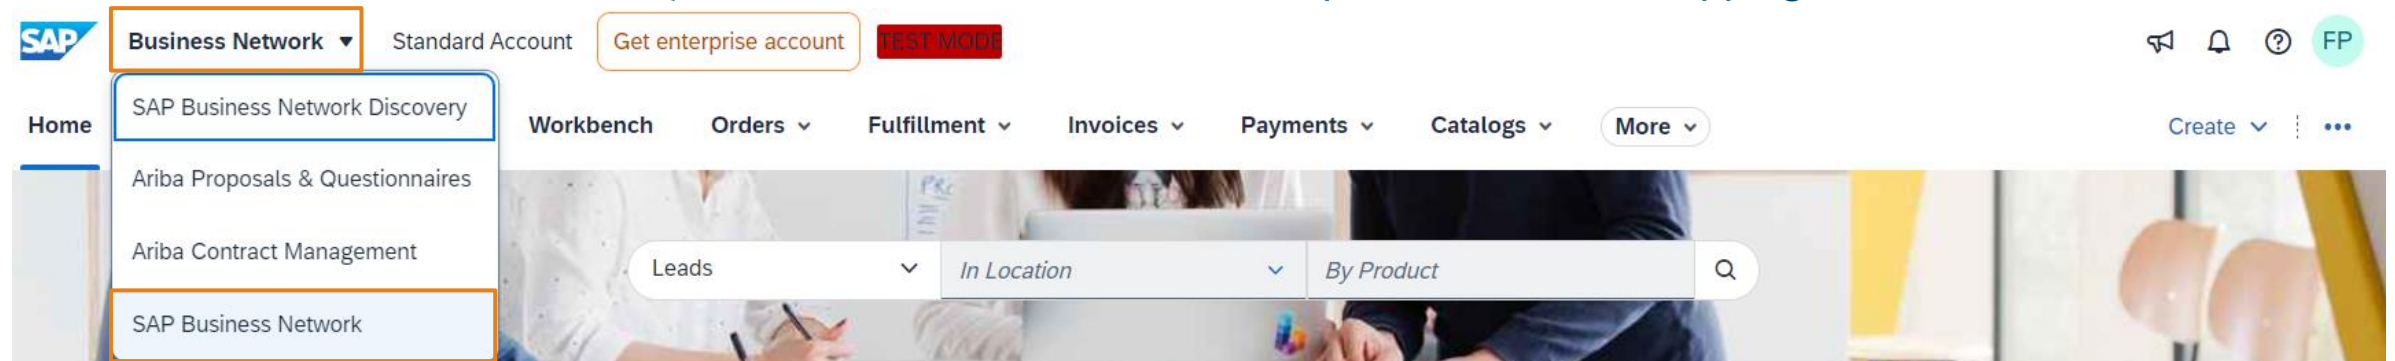 SAP Business Network Standard Account Get enterprise account TEST MODE FP
Home Workbench Orders Fulfillment Invoices Payments Catalogs More Create
SAP Business Network Discovery
Ariba Proposals & Questionnaires
Ariba Contract Management
SAP Business Network
Leads In Location By Product